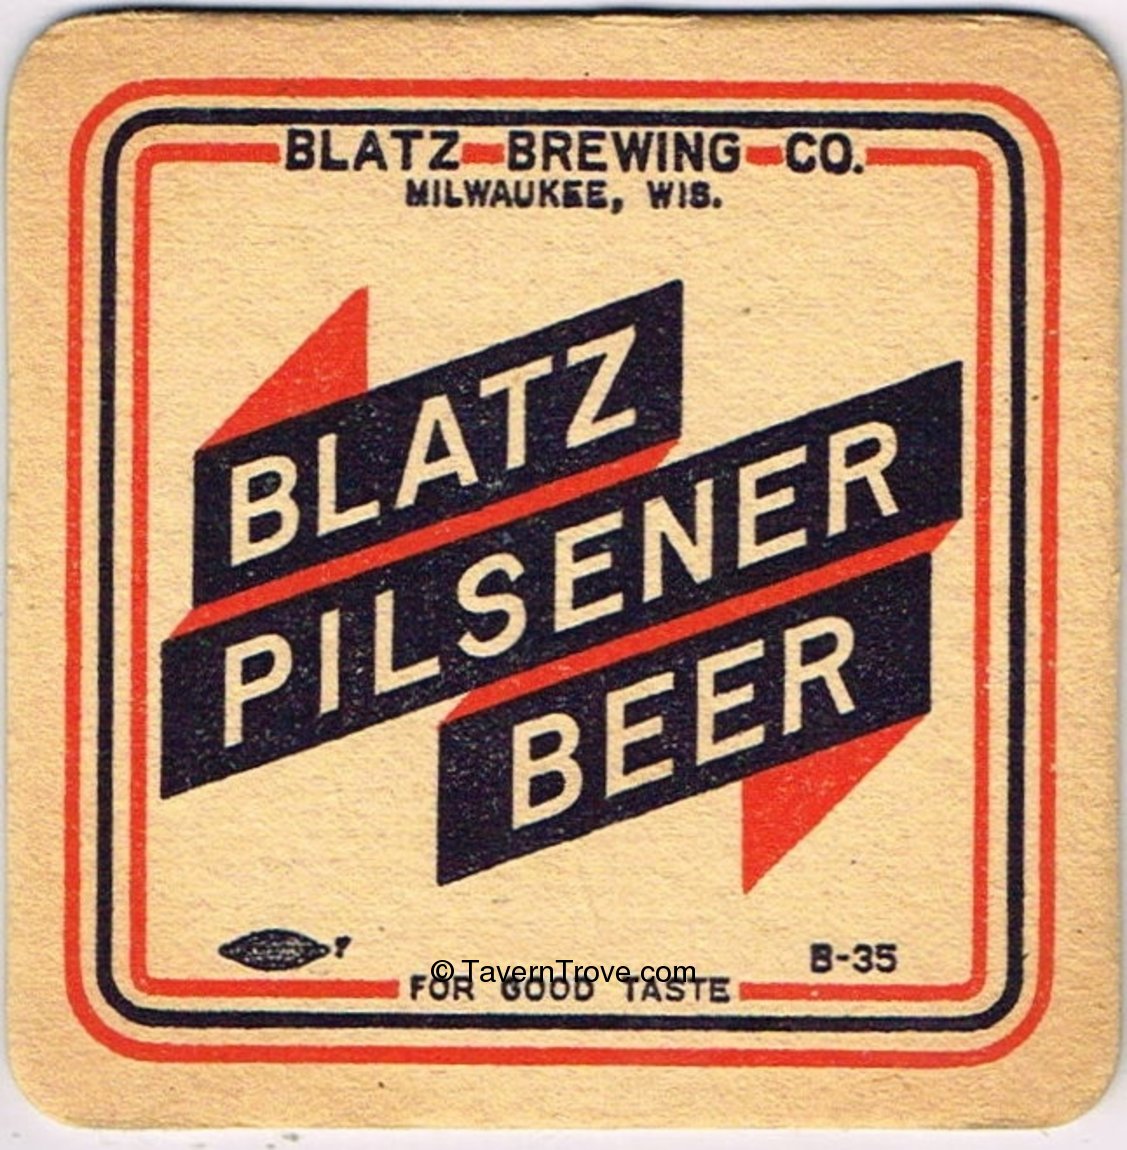 BLATZ BREWING CO.
MILWAUKEE, WIS.
BLATZ
PILSENER
BEER
B-35
© TavernTrove.com
FOR GOOD TASTE